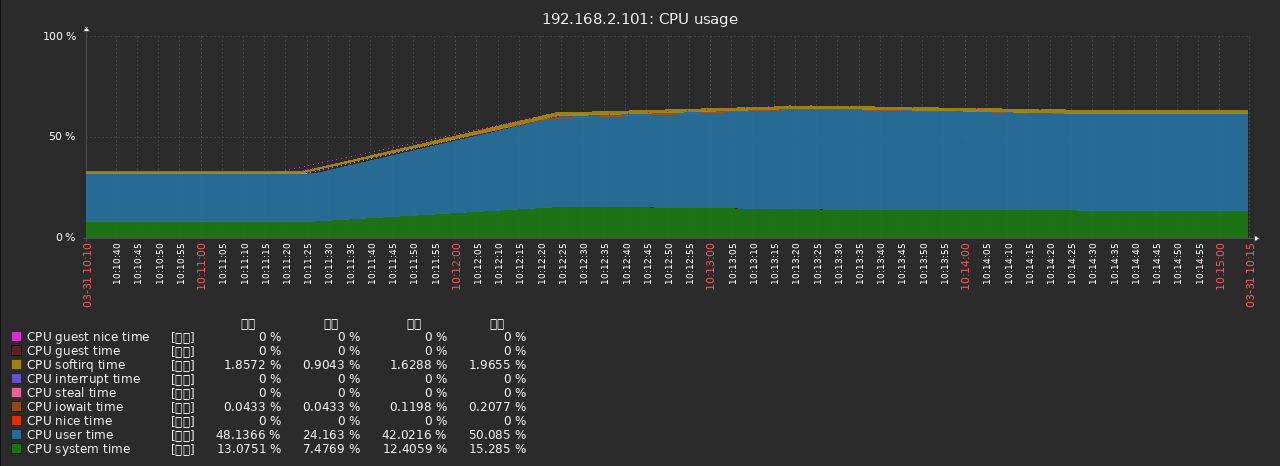 192.168.2.101: CPU usage
100 %
50 %
0 %
03-31 10:10 10:10:40 10:10:45 10:10:50 10:10:55 10:11:00 10:11:05 10:11:10 10:11:15 10:11:20 10:11:25 10:11:30 10:11:35 10:11:40 10:11:45 10:11:50 10:11:55 10:12:00 10:12:05 10:12:10 10:12:15 10:12:20 10:12:25 10:12:30 10:12:35 10:12:40 10:12:45 10:12:50 10:12:55 10:13:00 10:13:05 10:13:10 10:13:15 10:13:20 10:13:25 10:13:30 10:13:35 10:13:40 10:13:45 10:13:50 10:13:55 10:14:00 10:14:05 10:14:10 10:14:15 10:14:20 10:14:25 10:14:30 10:14:35 10:14:40 10:14:45 10:14:50 10:14:55 10:15:00 03-31 10:15
CPU guest nice time 0 % 0 % 0 % 0 %
CPU guest time 0 % 0 % 0 % 0 %
CPU softirq time 1.8572 % 0.9043 % 1.6288 % 1.9655 %
CPU interrupt time 0 % 0 % 0 % 0 %
CPU steal time 0 % 0 % 0 % 0 %
CPU iowait time 0.0433 % 0.0433 % 0.1198 % 0.2077 %
CPU nice time 0 % 0 % 0 % 0 %
CPU user time 48.1366 % 24.163 % 42.0216 % 50.085 %
CPU system time 13.0751 % 7.4769 % 12.4059 % 15.285 %